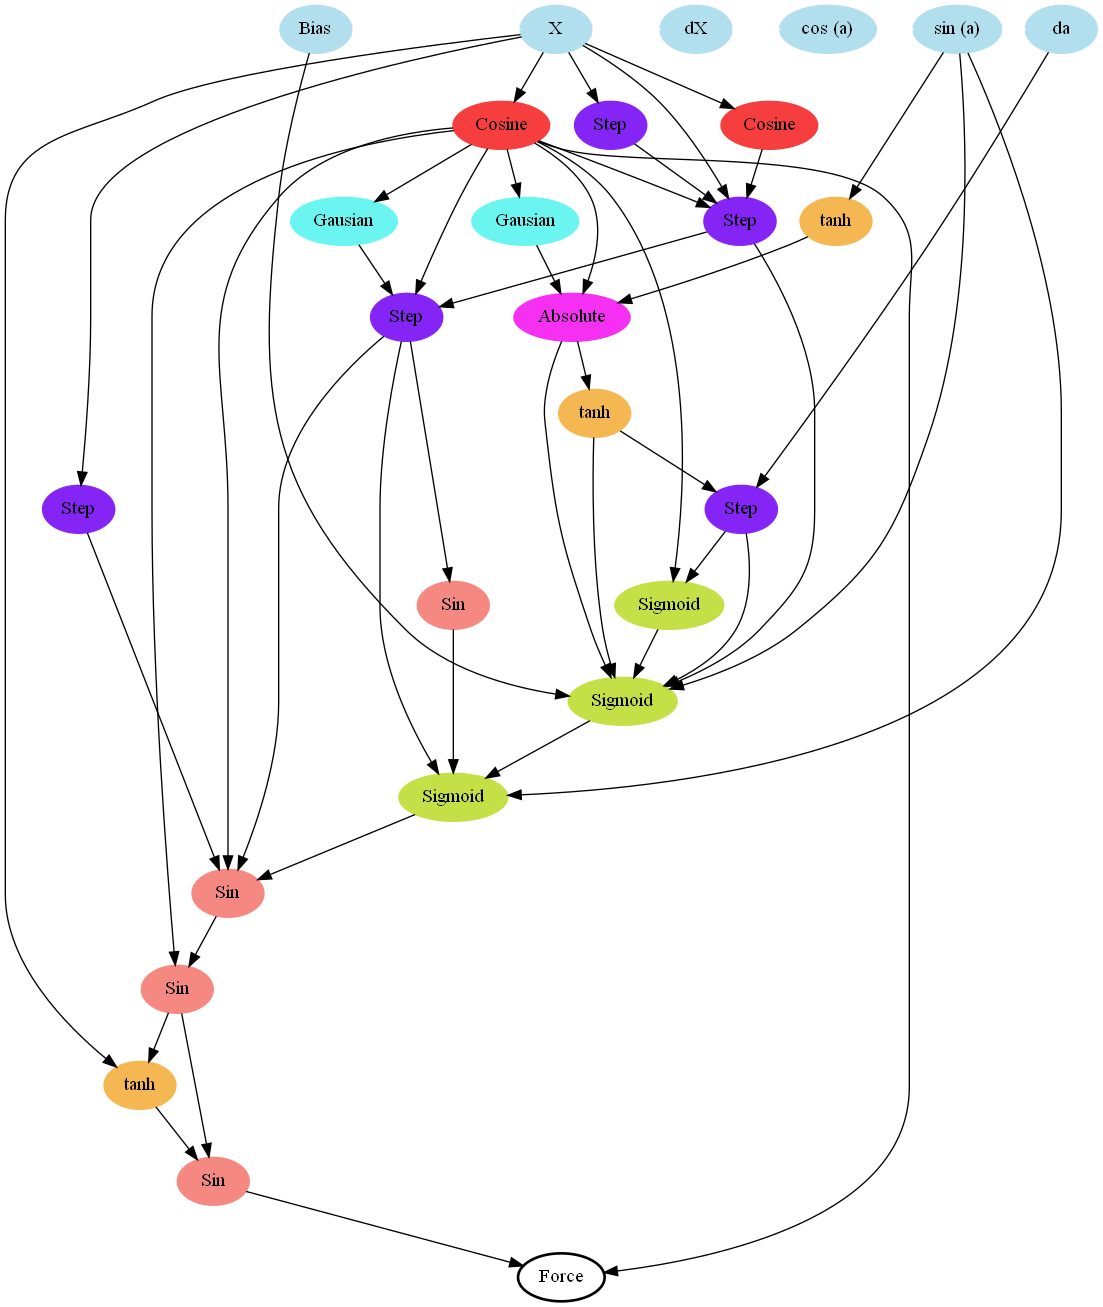 Bias
X
dX
cos (a)
sin (a)
da
Cosine
Step
Cosine
Gausian
Gausian
Step
tanh
Step
Absolute
tanh
Step
Step
Sin
Sigmoid
Sigmoid
Sigmoid
Sin
Sin
tanh
Sin
Force